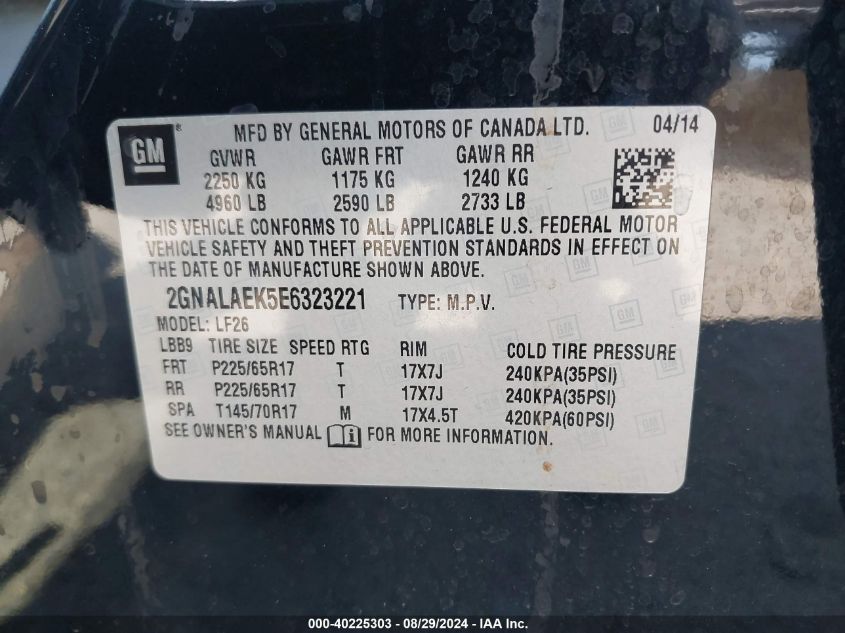 GM ® MFD BY GENERAL MOTORS OF CANADA LTD. 04/14
GVWR GAWR FRT GAWR RR
2250 KG 1175 KG 1240 KG
4960 LB 2590 LB 2733 LB
THIS VEHICLE CONFORMS TO ALL APPLICABLE U.S. FEDERAL MOTOR
VEHICLE SAFETY AND THEFT PREVENTION STANDARDS IN EFFECT ON
THE DATE OF MANUFACTURE SHOWN ABOVE.
2GNALAEK5E6323221 TYPE: M.P.V.
MODEL: LF26
LBB9 TIRE SIZE SPEED RTG RIM COLD TIRE PRESSURE
FRT P225/65R17 T 17X7J 240KPA(35PSI)
RR P225/65R17 T 17X7J 240KPA(35PSI)
SPA T145/70R17 M 17X4.5T 420KPA(60PSI)
SEE OWNER'S MANUAL FOR MORE INFORMATION.
000-40225303 - 08/29/2024 - IAA Inc.